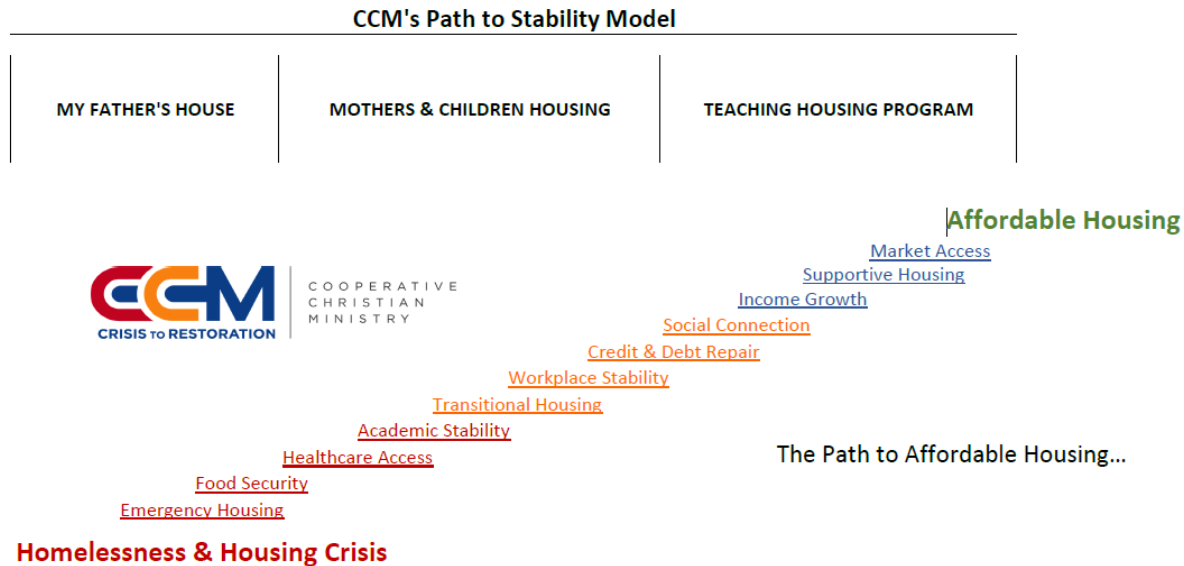 CCM's Path to Stability Model
MY FATHER'S HOUSE
MOTHERS & CHILDREN HOUSING
TEACHING HOUSING PROGRAM
Affordable Housing
Market Access
Supportive Housing
Income Growth
Social Connection
Credit & Debt Repair
Workplace Stability
Transitional Housing
Academic Stability
Healthcare Access
Food Security
Emergency Housing
Homelessness & Housing Crisis
CCM
CRISIS TO RESTORATION
COOPERATIVE
CHRISTIAN
MINISTRY
The Path to Affordable Housing...